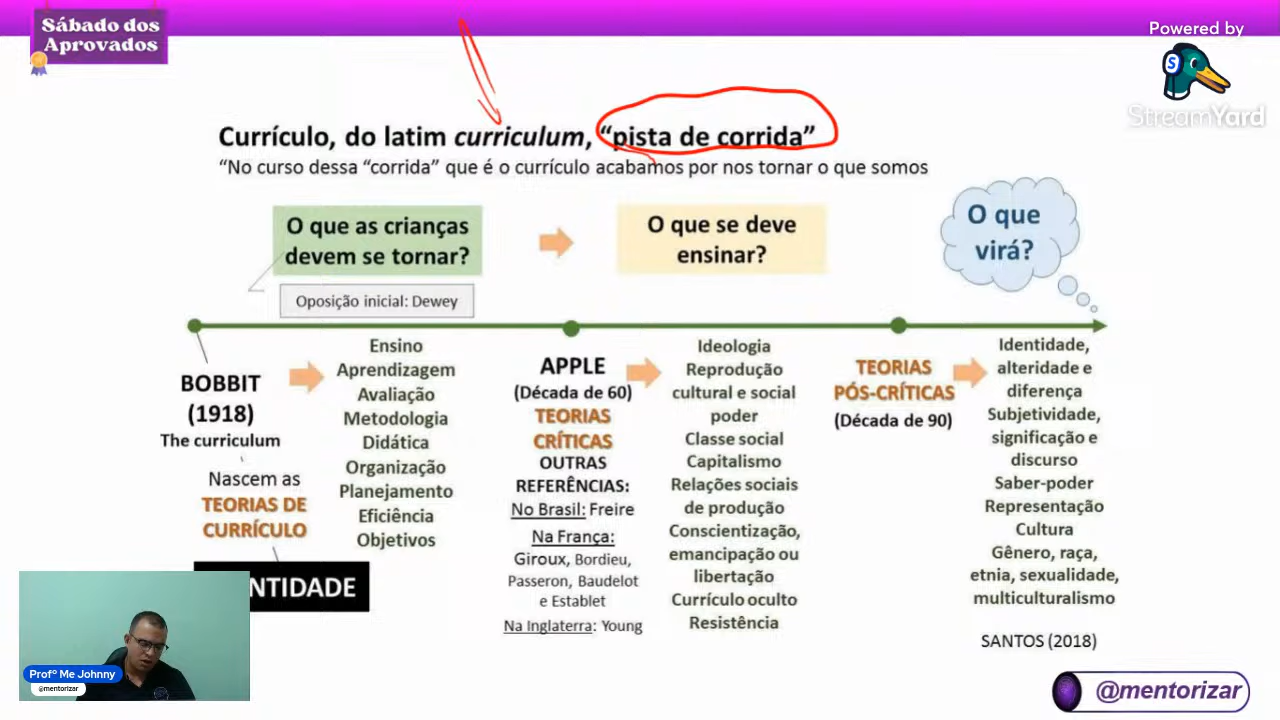 Sábado dos
Aprovados
Powered by
StreamYard
Currículo, do latim curriculum, “pista de corrida”
“No curso dessa “corrida” que é o currículo acabamos por nos tornar o que somos
O que as crianças
devem se tornar?
O que se deve
ensinar?
O que
virá?
Oposição inicial: Dewey
BOBBIT
(1918)
The curriculum
Nascem as
TEORIAS DE
CURRÍCULO
NTIDADE
Ensino
Aprendizagem
Avaliação
Metodologia
Didática
Organização
Planejamento
Eficiência
Objetivos
APPLE
(Década de 60)
TEORIAS
CRÍTICAS
OUTRAS
REFERÊNCIAS:
No Brasil: Freire
Na França:
Giroux, Bordieu,
Passeron, Baudelot
e Establet
Na Inglaterra: Young
Ideologia
Reprodução
cultural e social
poder
Classe social
Capitalismo
Relações sociais
de produção
Conscientização,
emancipação ou
libertação
Currículo oculto
Resistência
TEORIAS
PÓS-CRÍTICAS
(Década de 90)
Identidade,
alteridade e
diferença
Subjetividade,
significação e
discurso
Saber-poder
Representação
Cultura
Gênero, raça,
etnia, sexualidade,
multiculturalismo
SANTOS (2018)
Profº Me Johnny
@mentorizar
@mentorizar